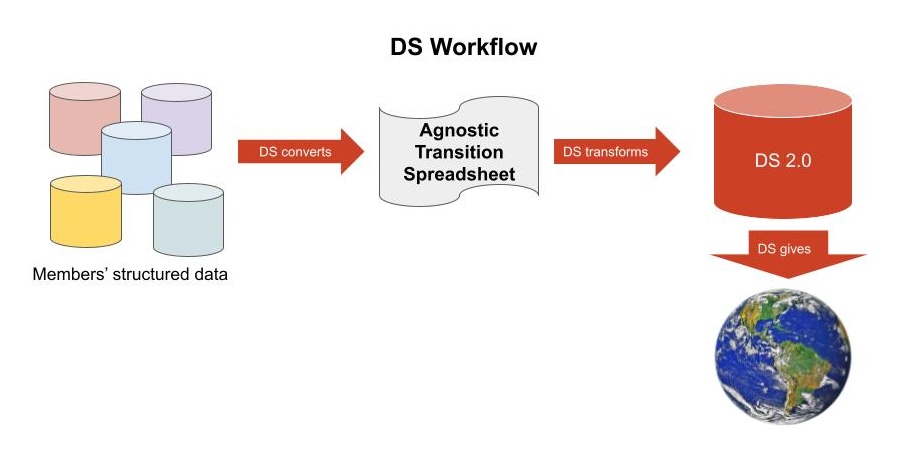 DS Workflow
DS converts
Agnostic
Transition
Spreadsheet
DS transforms
DS 2.0
DS gives
Members’ structured data